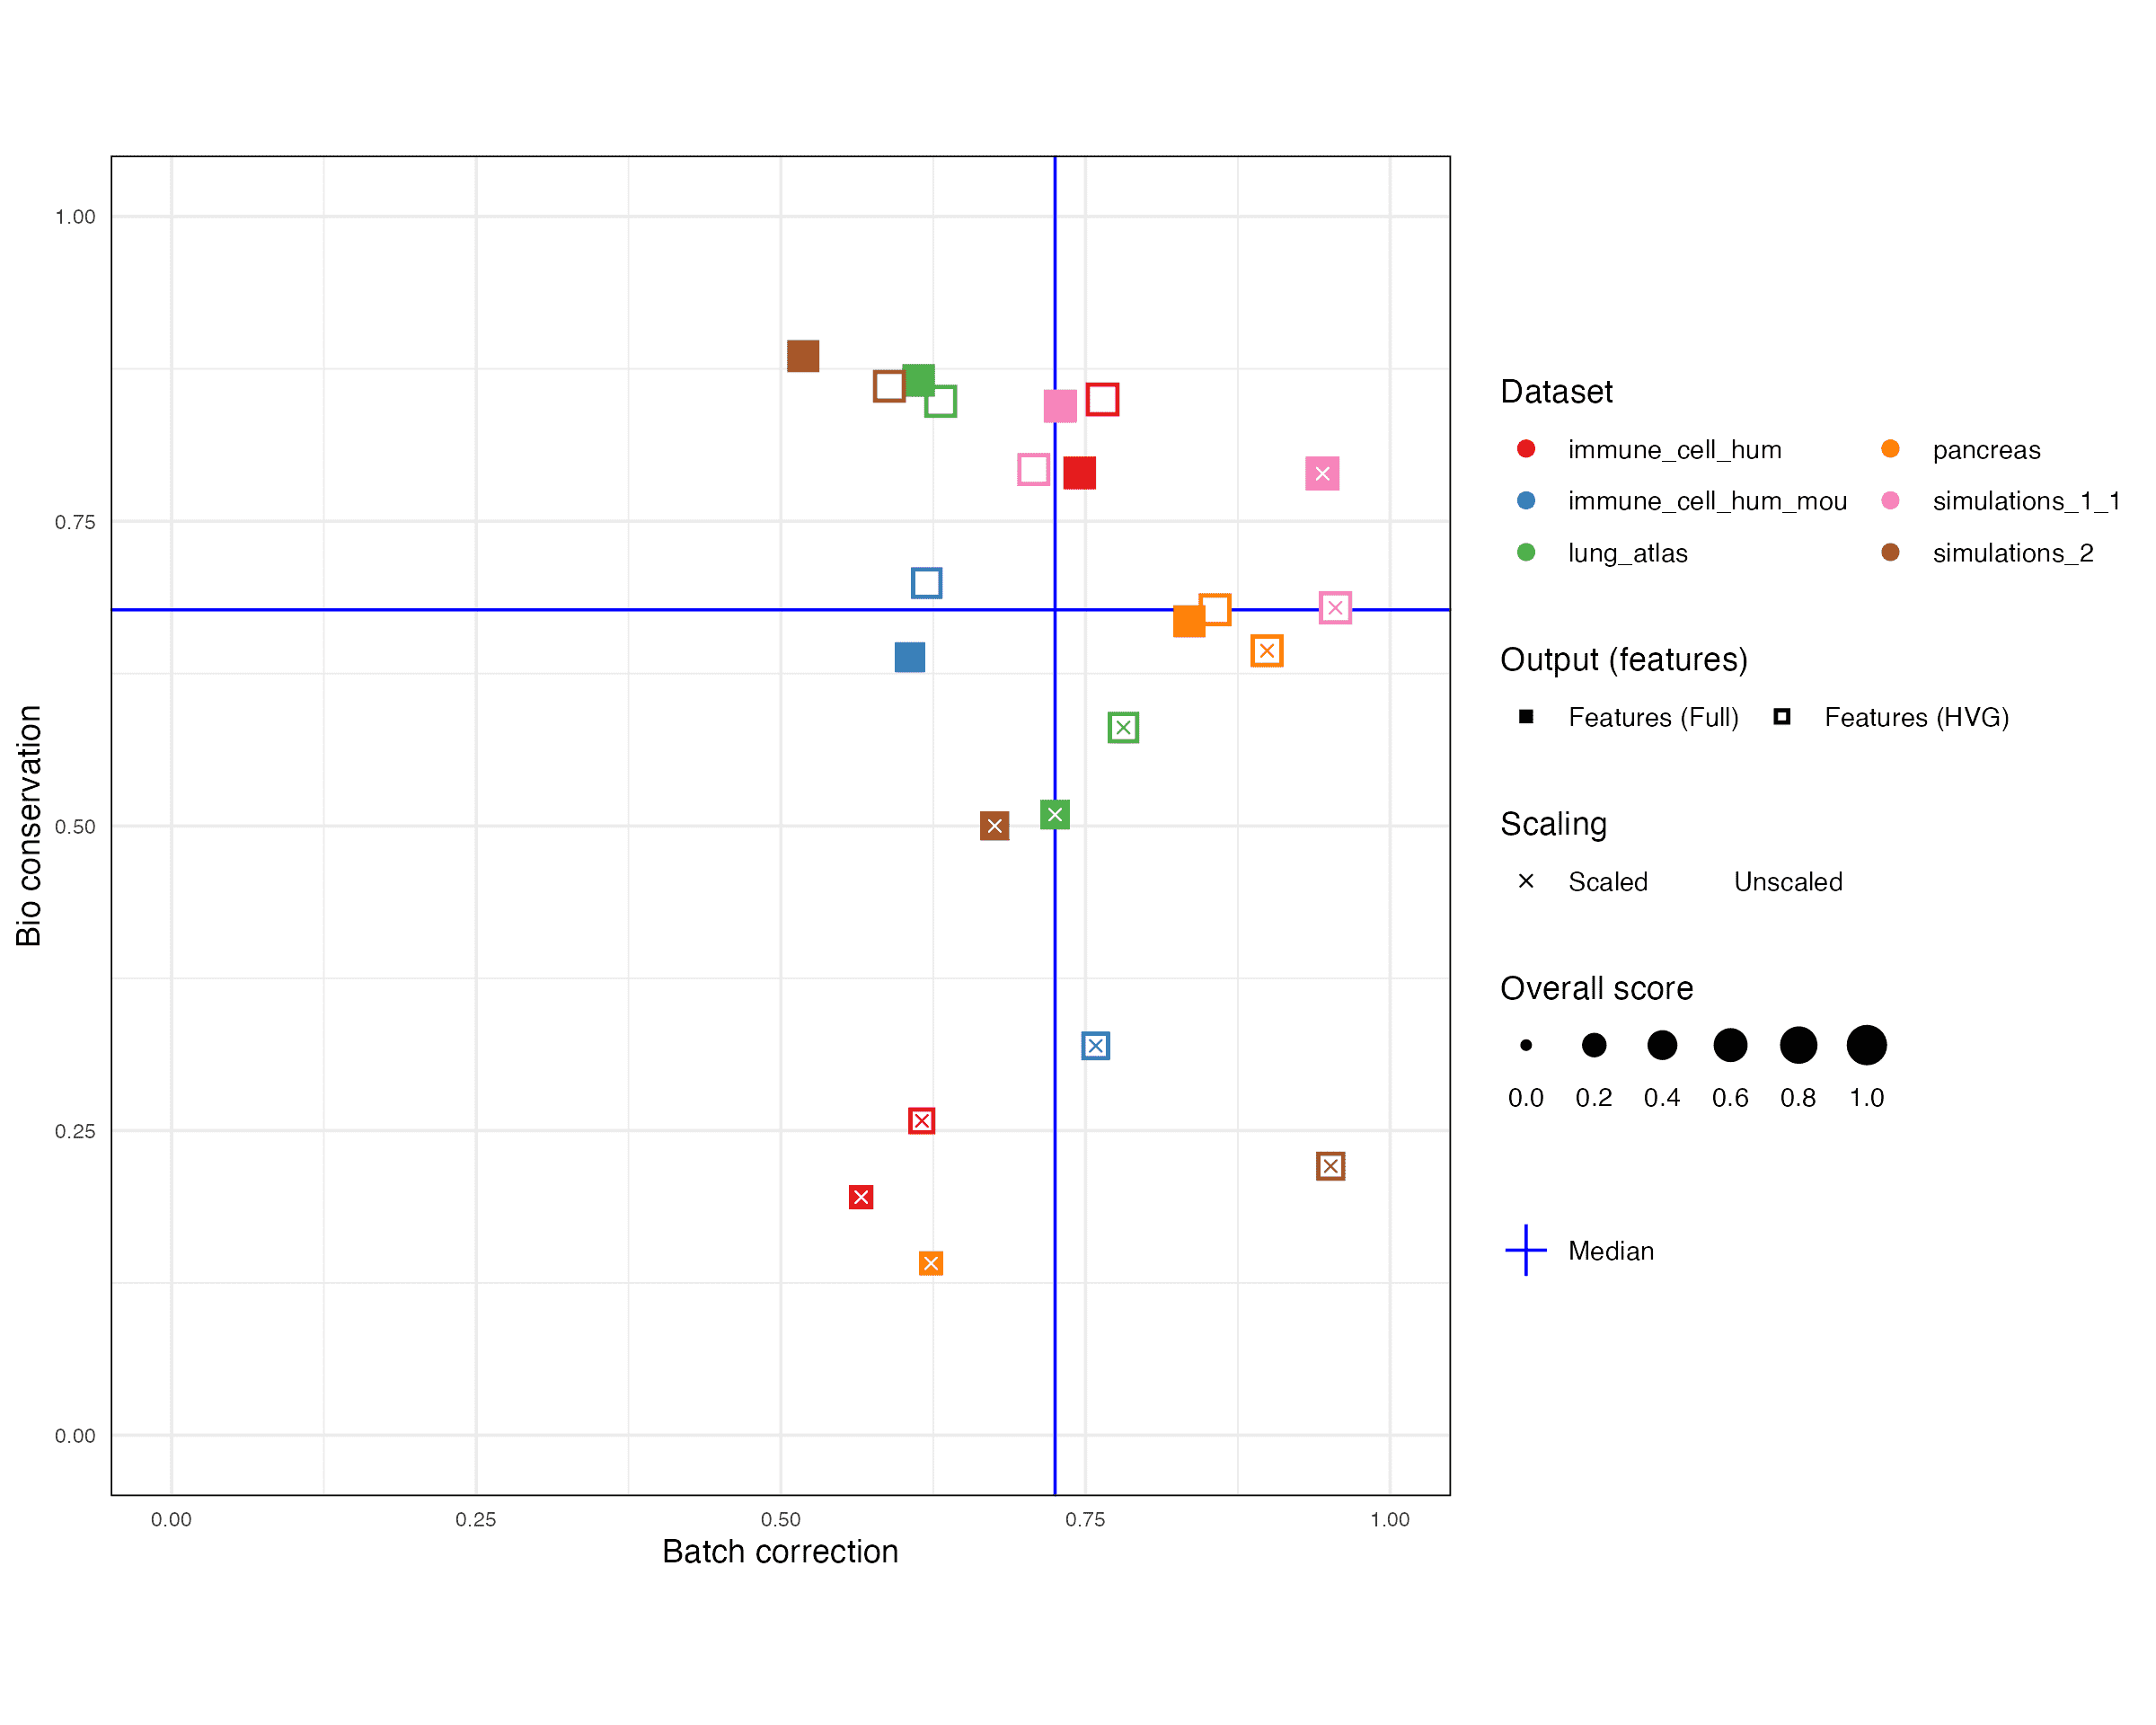 Dataset
immune_cell_hum
pancreas
immune_cell_hum_mou
simulations_1_1
lung_atlas
simulations_2
Output (features)
Features (Full)
Features (HVG)
Scaling
Scaled
Unscaled
Overall score
0.0 0.2 0.4 0.6 0.8 1.0
Median
Bio conservation
1.00
0.75
0.50
0.25
0.00
0.00 0.25 0.50 0.75 1.00
Batch correction